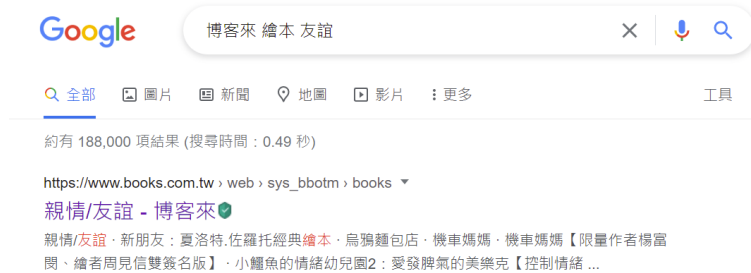 Google 博客來 繪本 友誼
全部 圖片 新聞 地圖 影片 更多 工具
約有 188,000 項結果 (搜尋時間：0.49 秒)
https://www.books.com.tw › web › sys_bbotm › books
親情/友誼 - 博客來
親情/友誼 · 新朋友：夏洛特.佐羅托經典繪本 · 烏鴉麵包店 · 機車媽媽 · 機車媽媽【限量作者楊富
閔、繪者周見信雙簽名版】 · 小鱷魚的情緒幼兒園2：愛發脾氣的美樂克【控制情緒 ...